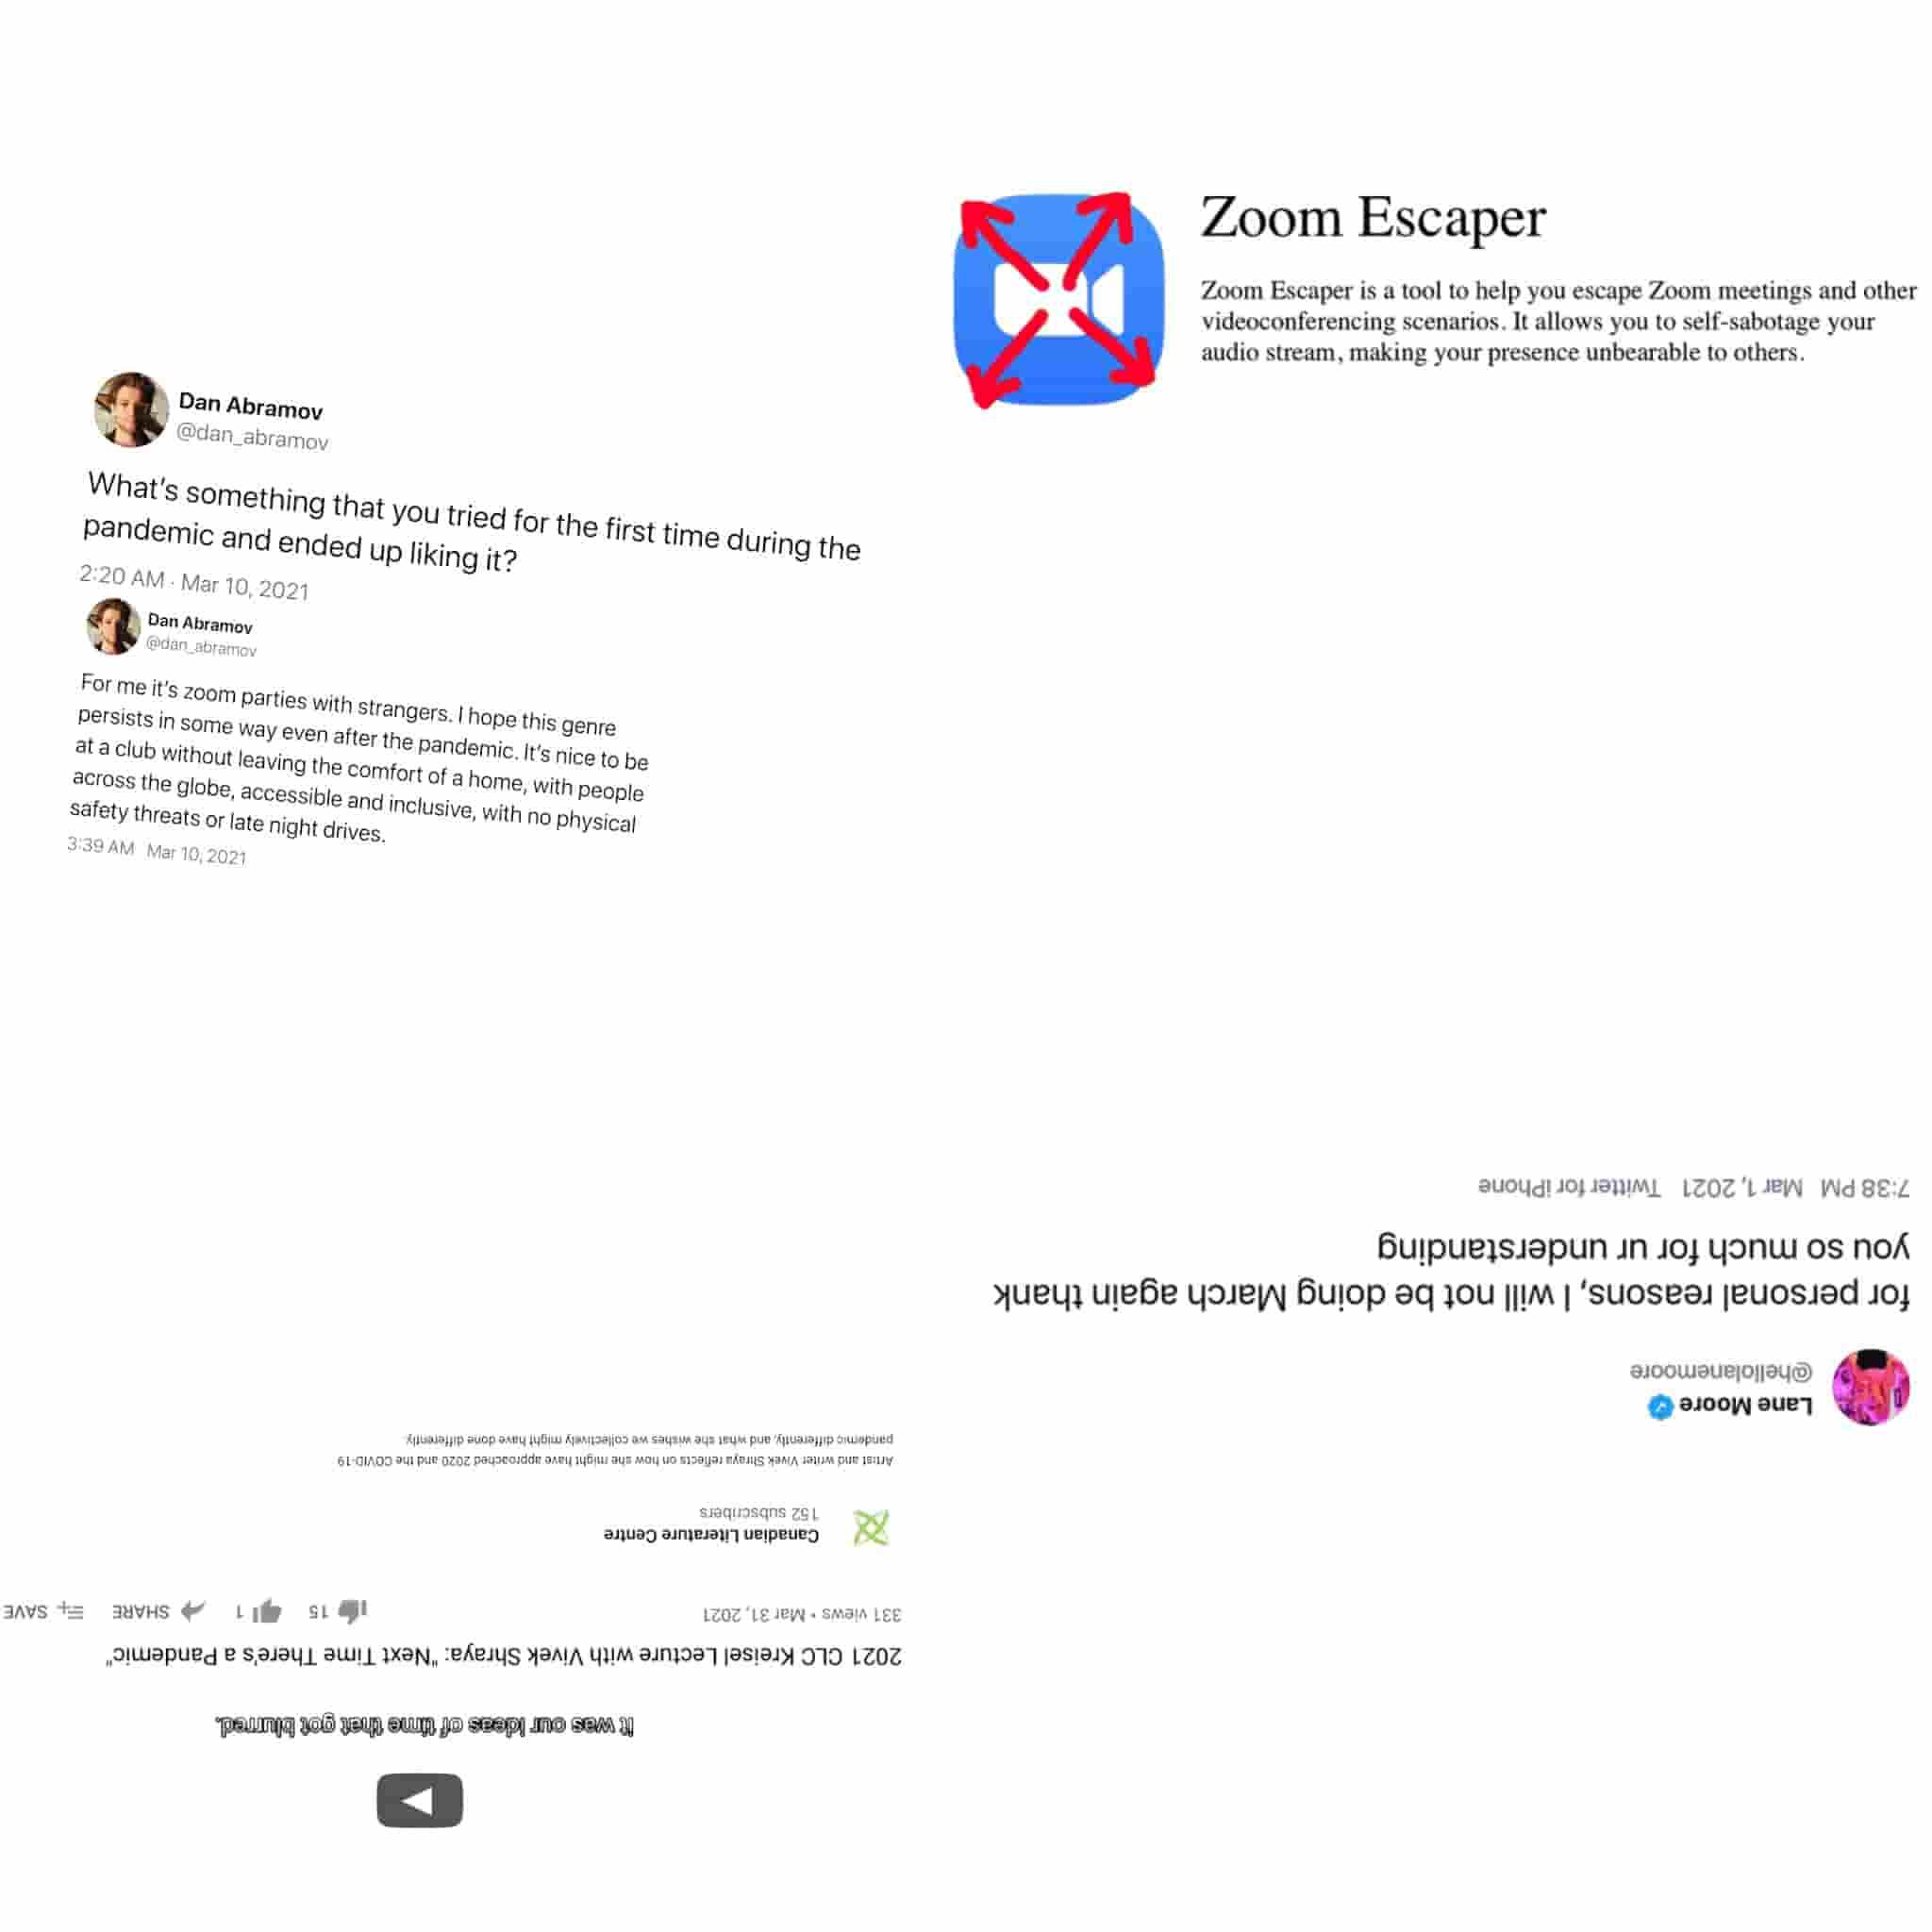 Dan Abramov
@dan_abramov
What's something that you tried for the first time during the
pandemic and ended up liking it?
2:20 AM · Mar 10, 2021
Dan Abramov
@dan_abramov
For me it's zoom parties with strangers. I hope this genre
persists in some way even after the pandemic. It's nice to be
at a club without leaving the comfort of a home, with people
across the globe, accessible and inclusive, with no physical
safety threats or late night drives.
3:39 AM Mar 10, 2021
Zoom Escaper
Zoom Escaper is a tool to help you escape Zoom meetings and other
videoconferencing scenarios. It allows you to self-sabotage your
audio stream, making your presence unbearable to others.
Lane Moore
@hellolanemoore
for personal reasons, I will not be doing March again thank
you so much for ur understanding
7:38 PM Mar 1, 2021 Twitter for iPhone
It was our ideas of time that got blurred.
2021 CLC Kreisel Lecture with Vivek Shraya: "Next Time There's a Pandemic"
331 views • Mar 31, 2021
15
1
SHARE
SAVE
Canadian Literature Centre
152 subscribers
Artist and writer Vivek Shraya reflects on how she might have approached 2020 and the COVID-19
pandemic differently, and what she wishes we collectively might have done differently.